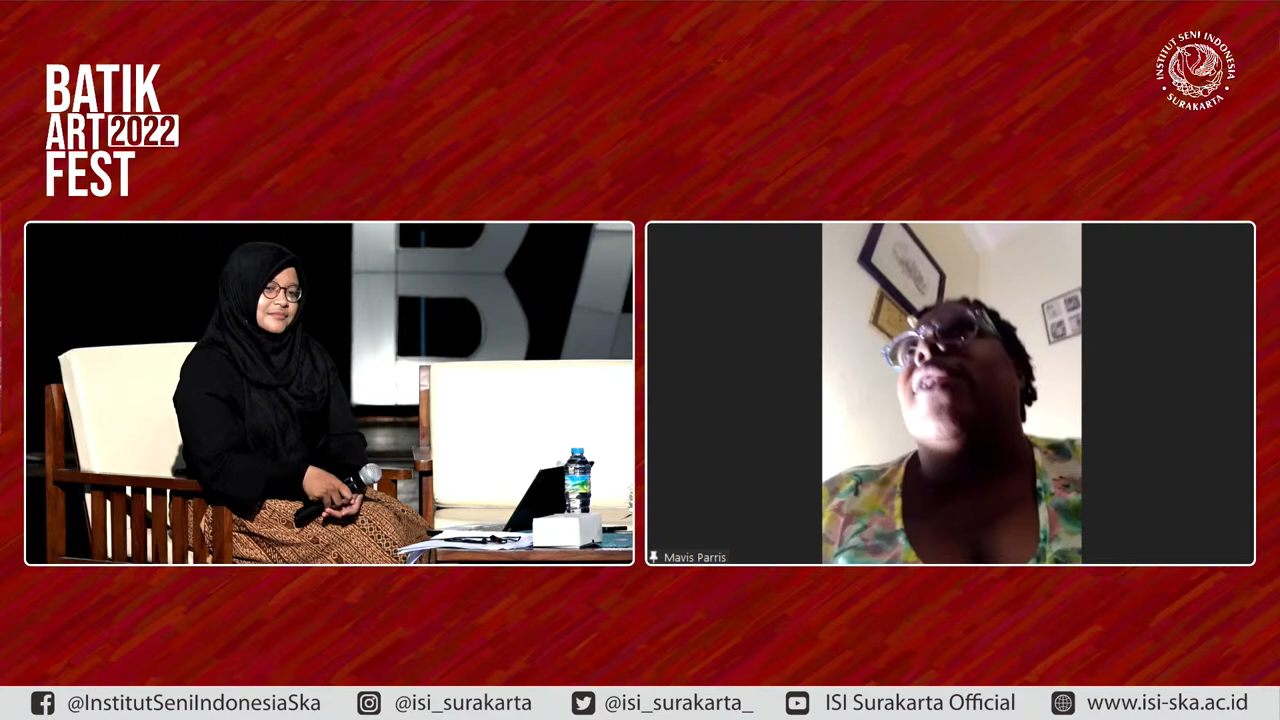 BATIK
ART 2022
FEST
INSTITUT SENI INDONESIA
• SURAKARTA •
BA
Mavis Parris
@InstitutSeniIndonesiaSka
@isi_surakarta
@isi_surakarta_
ISI Surakarta Official
www.isi-ska.ac.id